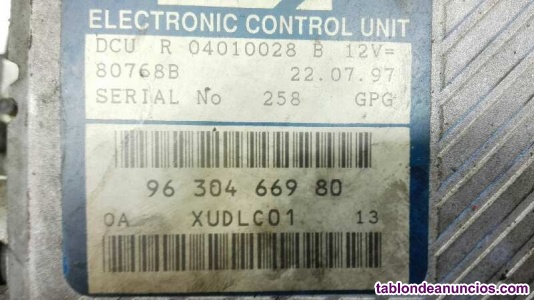 ELECTRONIC CONTROL UNIT
DCU R 04010028 B 12V=
80768B 22.07.97
SERIAL No 258 GPG
96 304 669 80
OA XUDLC01 13
tablondeanuncios.com